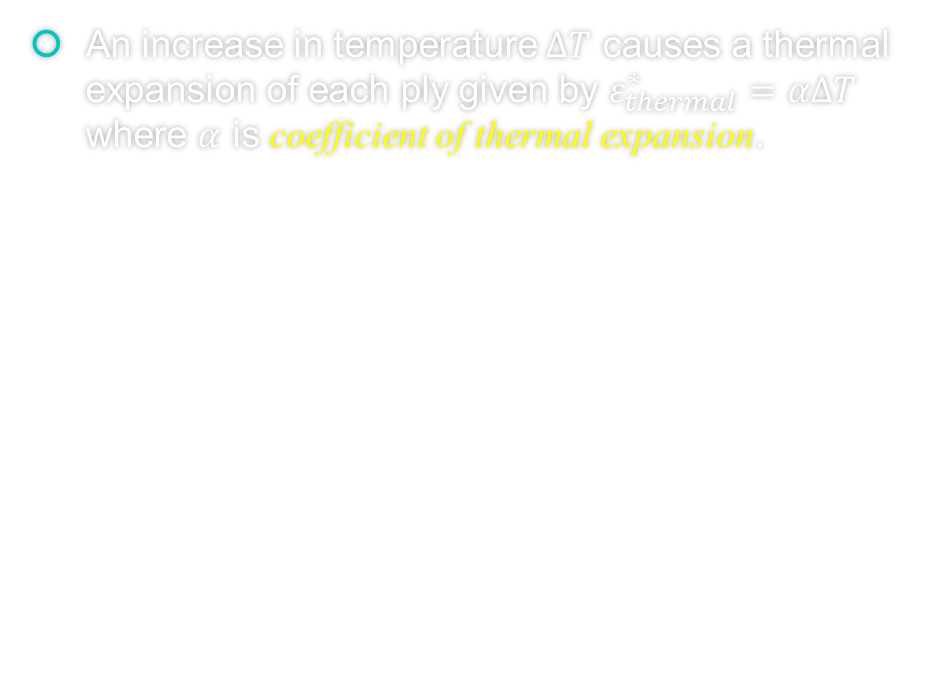 An increase in temperature Δ𝑇 causes a thermal
expansion of each ply given by 𝜀*𝑡ℎ𝑒𝑟𝑚𝑎𝑙 = 𝛼Δ𝑇
where 𝛼 is coefficient of thermal expansion.